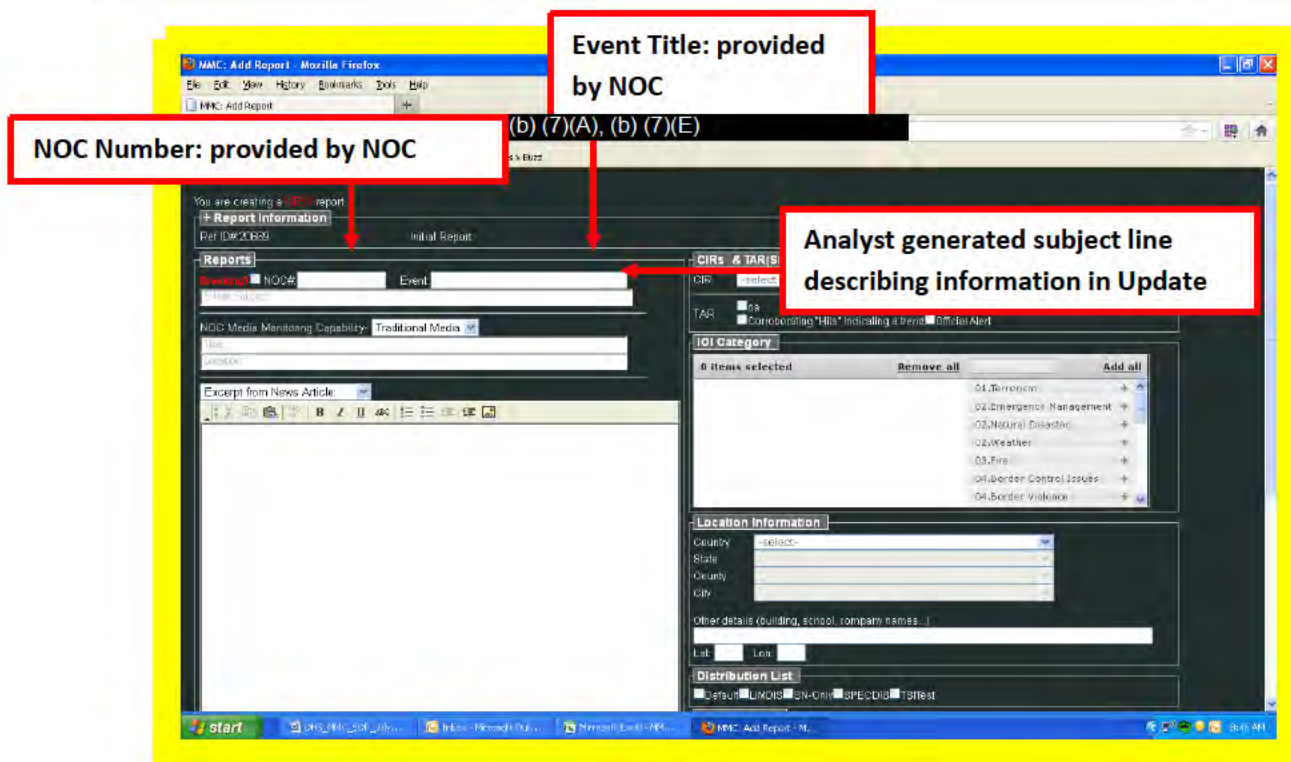 Event Title: provided
by NOC
MMC: Add Report - Mozilla Firefox
File Edit View History Bookmarks Tools Help
MMC: Add Report +
(b) (7)(A), (b) (7)(E)
NOC Number: provided by NOC
Buzz
You are creating a report
+ Report Information
Ref ID#: Initial Report
Analyst generated subject line
describing information in Update
Reports
CIRs & TAR
NOC#: Event:
CIR -select-
TAR na
Corroborating "Hits" indicating a trend Official Alert
NOC Media Monitoring Capability: Traditional Media
Title
Location
IOI Category
0 items selected Remove all Add all
Excerpt from News Article:
B I U ABC
01.Terrorism +
02.Emergency Management +
02.Natural Disaster +
02.Weather +
03.Fire +
04.Border Control Issues +
04.Border Violence +
Location Information
Country -select-
State
County
City
Other details (building, school, company names...)
Lat: Lon:
Distribution List
Default LIMDIS SPECDIS
start Inbox - Microsoft Microsoft Excel - MMC: Add Report - M... AM